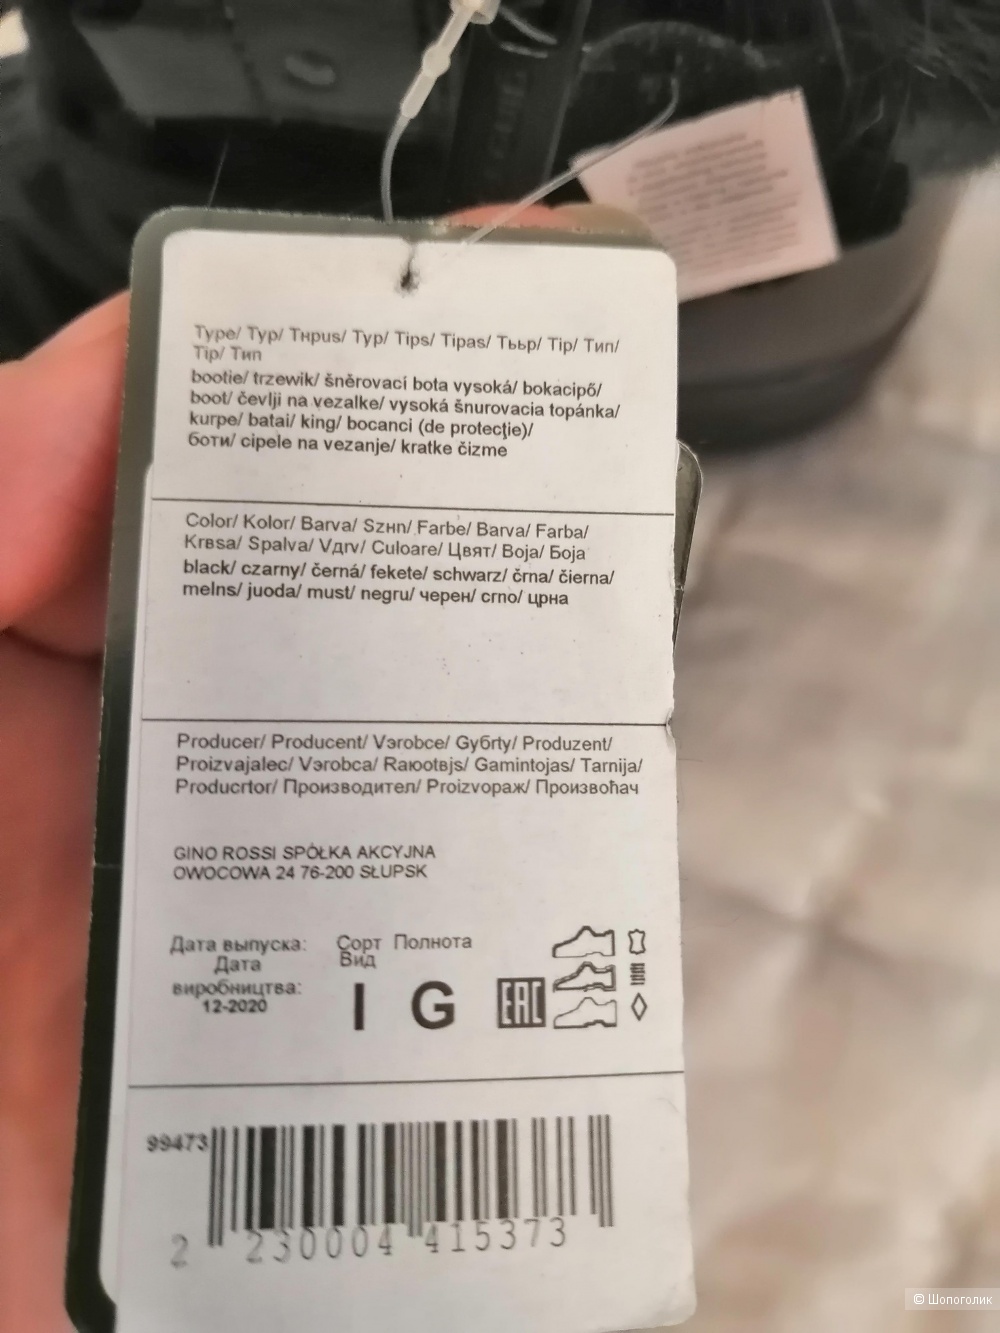 Type/ Typ/ Tнpus/ Typ/ Tips/ Tipas/ Tььp/ Tip/ Тип/
Tip/ Тип
bootie/ trzewik/ šněrovací bota vysoká/ bokacipő/
boot/ čevlji na vezalke/ vysoká šnurovacia topánka/
kurpe/ batai/ king/ bocanci (de protecţie)/
боти/ cipele na vezanje/ kratke čizme
Color/ Kolor/ Barva/ Szнn/ Farbe/ Barva/ Farba/
Krвsa/ Spalva/ Vдrv/ Culoare/ Цвят/ Boja/ Боја
black/ czarny/ černá/ fekete/ schwarz/ črna/ čierna/
melns/ juoda/ must/ negru/ черен/ crno/ црна
Producer/ Producent/ Vэrobce/ Gyбrty/ Produzent/
Proizvajalec/ Vэrobca/ Raюotвjs/ Gamintojas/ Tarnija/
Producгtor/ Производител/ Proizvoраж/ Произвођач
GINO ROSSI SPÓŁKA AKCYJNA
OWOCOWA 24 76-200 SŁUPSK
Дата выпуска: Сорт Полнота
Дата Вид
виробництва:
12-2020 I G EAC
99473
2 230004 415373
© Шопоголик